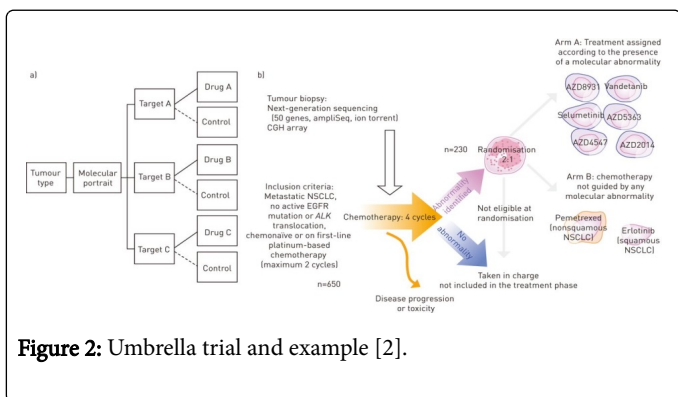 a)
Tumour
type
Molecular
portrait
Target A
Target B
Target C
Drug A
Control
Drug B
Control
Drug C
Control
b)
Tumour biopsy:
Next-generation sequencing
(50 genes, ampliSeq, ion torrent)
CGH array
Inclusion criteria:
Metastatic NSCLC,
no active EGFR
mutation or ALK
translocation,
chemonaïve or on first-line
platinum-based
chemotherapy
(maximum 2 cycles)
n=650
Chemotherapy: 4 cycles
Disease progression
or toxicity
Abnormality
identified
No
abnormality
n=230
Randomisation
2:1
Not eligible at
randomisation
Taken in charge
not included in the treatment phase
Arm A: Treatment assigned
according to the presence
of a molecular abnormality
AZD8931
Vandetanib
Selumetinib
AZD5363
AZD4547
AZD2014
Arm B: chemotherapy
not guided by any
molecular abnormality
Pemetrexed
(nonsquamous
NSCLC)
Erlotinib
(squamous
NSCLC)
Figure 2: Umbrella trial and example [2].